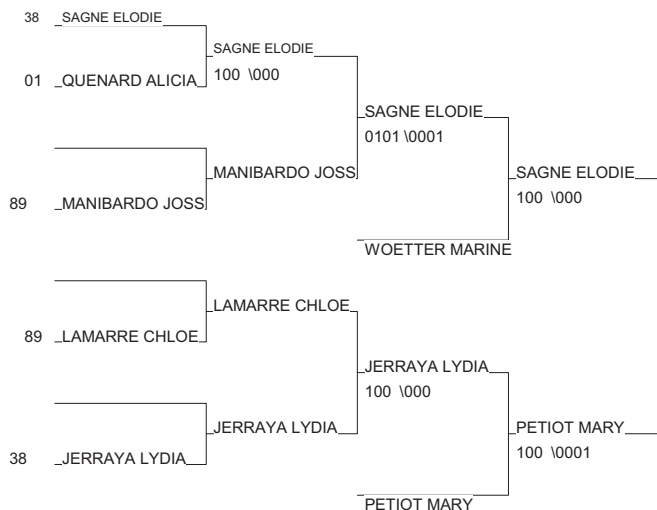 38 SAGNE ELODIE
SAGNE ELODIE
01 QUENARD ALICIA
100 \000
SAGNE ELODIE
0101 \0001
MANIBARDO JOSS
SAGNE ELODIE
89 MANIBARDO JOSS
100 \000
WOETTER MARINE
LAMARRE CHLOE
89 LAMARRE CHLOE
JERRAYA LYDIA
100 \000
JERRAYA LYDIA
PETIOT MARY
38 JERRAYA LYDIA
100 \0001
PETIOT MARY